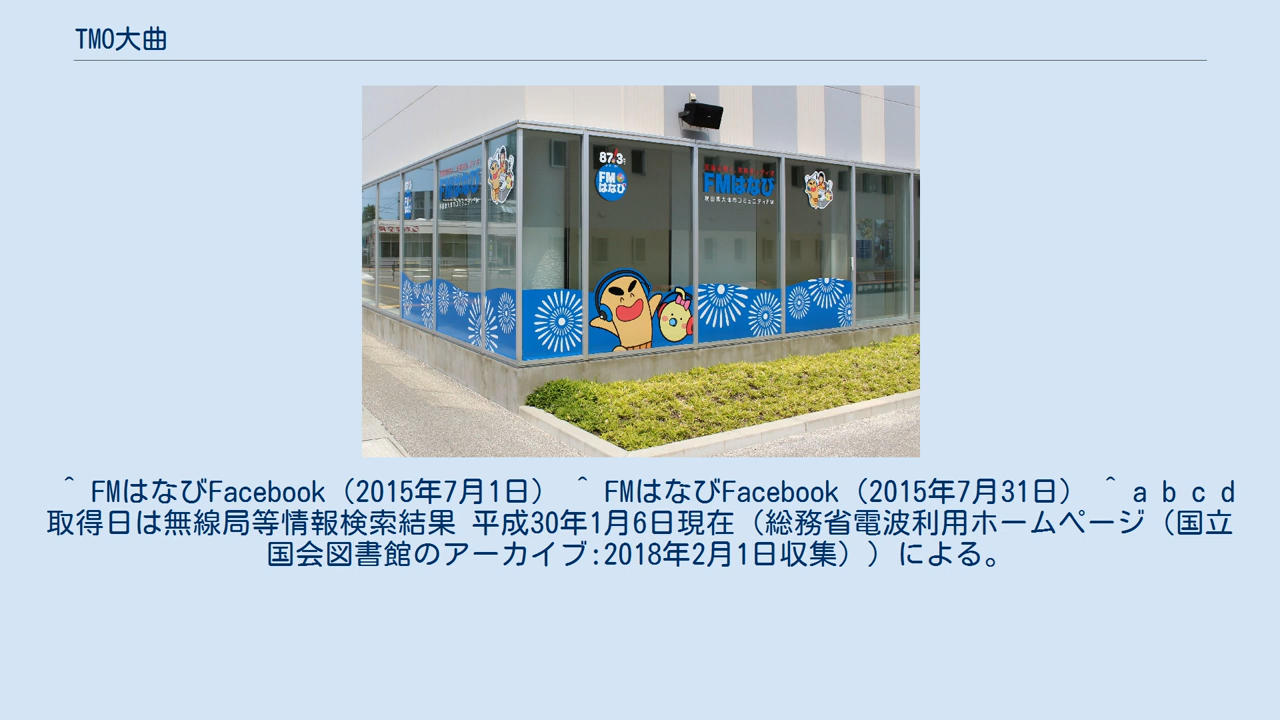 TMO大曲
87.3
FM
はなび
FMはなび
FMはなび
^ FMはなびFacebook（2015年7月1日） ^ FMはなびFacebook（2015年7月31日） ^ a b c d
取得日は無線局等情報検索結果 平成30年1月6日現在（総務省電波利用ホームページ（国立
国会図書館のアーカイブ:2018年2月1日収集））による。